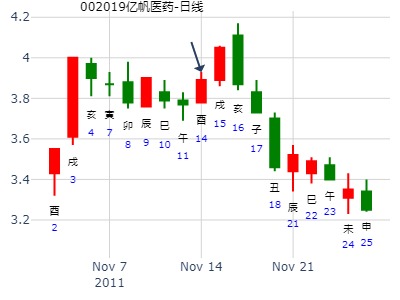 002019亿帆医药-日线
4.2
4
3.8
3.6
3.4
3.2
酉
2
戌
3
亥
4
寅
7
卯
8
辰
9
巳
10
午
11
酉
14
戌
15
亥
16
子
17
丑
18
辰
21
巳
22
午
23
未
24
申
25
Nov 7
2011
Nov 14
Nov 21